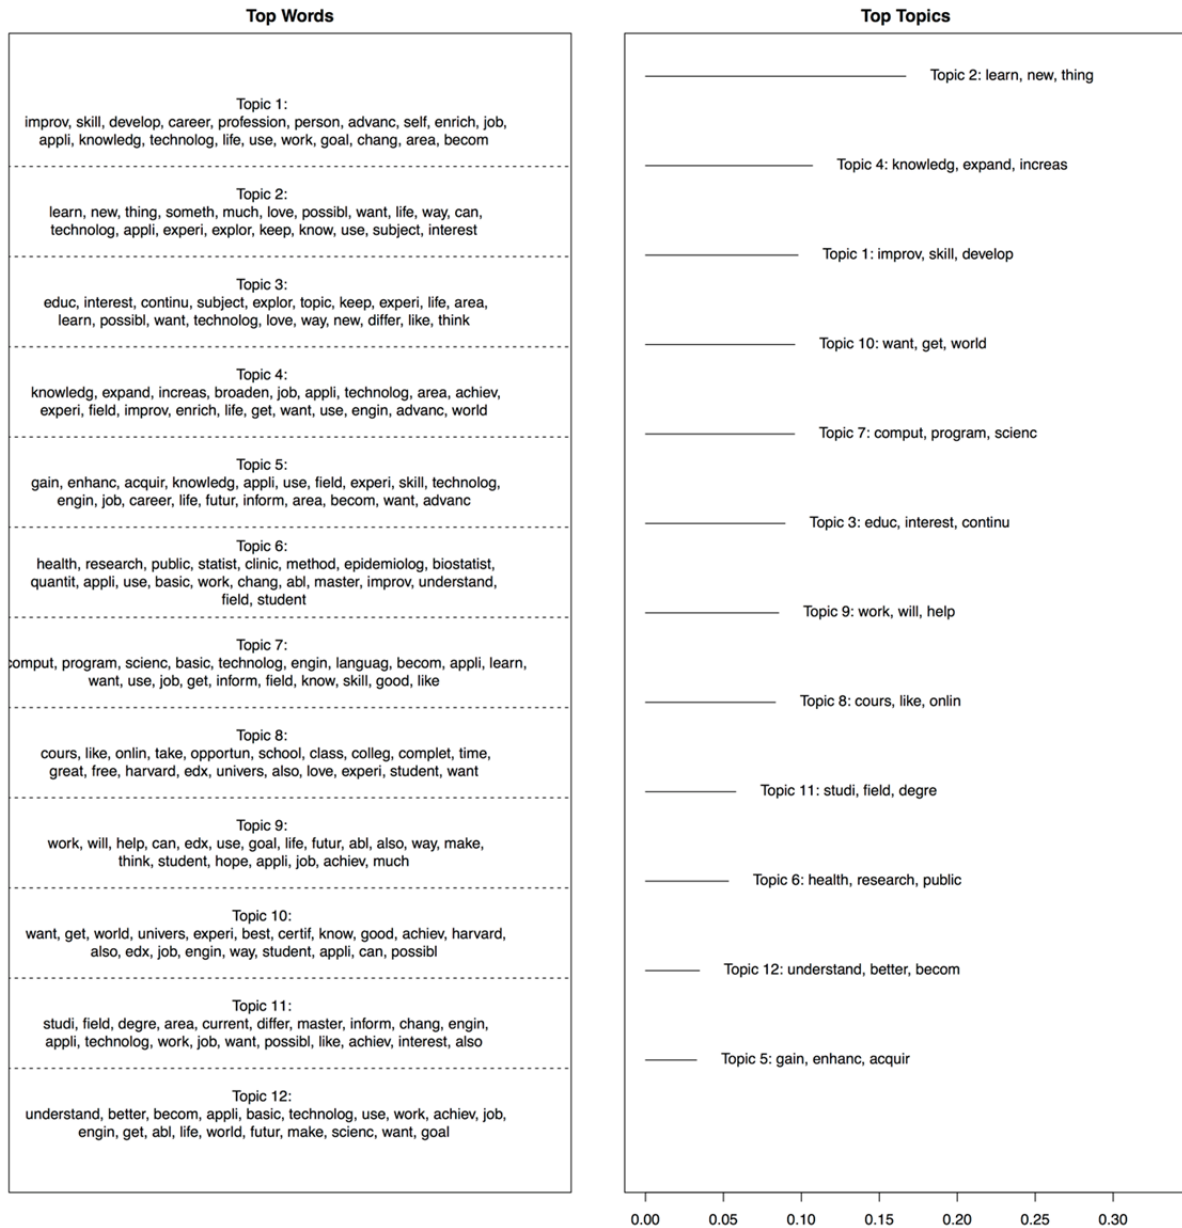 Top Words
Topic 1:
improv, skill, develop, career, profession, person, advanc, self, enrich, job,
appli, knowledg, technolog, life, use, work, goal, chang, area, becom
Topic 2:
learn, new, thing, someth, much, love, possibl, want, life, way, can,
technolog, appli, experi, explor, keep, know, use, subject, interest
Topic 3:
educ, interest, continu, subject, explor, topic, keep, experi, life, area,
learn, possibl, want, technolog, love, way, new, differ, like, think
Topic 4:
knowledg, expand, increas, broaden, job, appli, technolog, area, achiev,
experi, field, improv, enrich, life, get, want, use, engin, advanc, world
Topic 5:
gain, enhanc, acquir, knowledg, appli, use, field, experi, skill, technolog,
engin, job, career, life, futur, inform, area, becom, want, advanc
Topic 6:
health, research, public, statist, clinic, method, epidemiolog, biostatist,
quantit, appli, use, basic, work, chang, abl, master, improv, understand,
field, student
Topic 7:
comput, program, scienc, basic, technolog, engin, languag, becom, appli, learn,
want, use, job, get, inform, field, know, skill, good, like
Topic 8:
cours, like, onlin, take, opportun, school, class, colleg, complet, time,
great, free, harvard, edx, univers, also, love, experi, student, want
Topic 9:
work, will, help, can, edx, use, goal, life, futur, abl, also, way, make,
think, student, hope, appli, job, achiev, much
Topic 10:
want, get, world, univers, experi, best, certif, know, good, achiev, harvard,
also, edx, job, engin, way, student, appli, can, possibl
Topic 11:
studi, field, degre, area, current, differ, master, inform, chang, engin,
appli, technolog, work, job, want, possibl, like, achiev, interest, also
Topic 12:
understand, better, becom, appli, basic, technolog, use, work, achiev, job,
engin, get, abl, life, world, futur, make, scienc, want, goal
Top Topics
Topic 2: learn, new, thing
Topic 4: knowledg, expand, increas
Topic 1: improv, skill, develop
Topic 10: want, get, world
Topic 7: comput, program, scienc
Topic 3: educ, interest, continu
Topic 9: work, will, help
Topic 8: cours, like, onlin
Topic 11: studi, field, degre
Topic 6: health, research, public
Topic 12: understand, better, becom
Topic 5: gain, enhanc, acquir
0.00 0.05 0.10 0.15 0.20 0.25 0.30